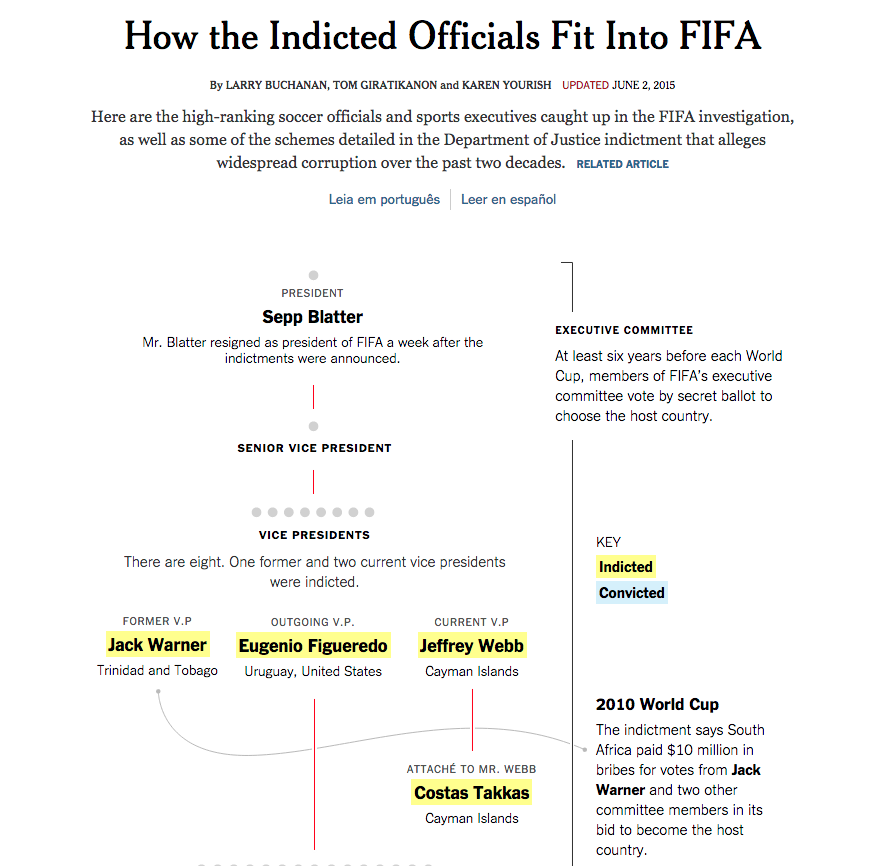 How the Indicted Officials Fit Into FIFA
By LARRY BUCHANAN, TOM GIRATIKANON and KAREN YOURISH UPDATED JUNE 2, 2015
Here are the high-ranking soccer officials and sports executives caught up in the FIFA investigation,
as well as some of the schemes detailed in the Department of Justice indictment that alleges
widespread corruption over the past two decades. RELATED ARTICLE
Leia em português Leer en español
PRESIDENT
Sepp Blatter
Mr. Blatter resigned as president of FIFA a week after the
indictments were announced.
EXECUTIVE COMMITTEE
At least six years before each World
Cup, members of FIFA's executive
committee vote by secret ballot to
choose the host country.
SENIOR VICE PRESIDENT
VICE PRESIDENTS
There are eight. One former and two current vice presidents
were indicted.
KEY
Indicted
Convicted
FORMER V.P
Jack Warner
Trinidad and Tobago
OUTGOING V.P.
Eugenio Figueredo
Uruguay, United States
CURRENT V.P
Jeffrey Webb
Cayman Islands
ATTACHÉ TO MR. WEBB
Costas Takkas
Cayman Islands
2010 World Cup
The indictment says South
Africa paid $10 million in
bribes for votes from Jack
Warner and two other
committee members in its
bid to become the host
country.